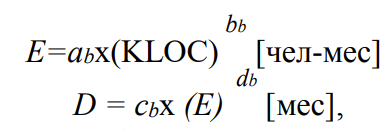 E=a_b x(KLOC)^{b_b} [чел-мес]
D = c_b x (E)^{d_b} [мес],